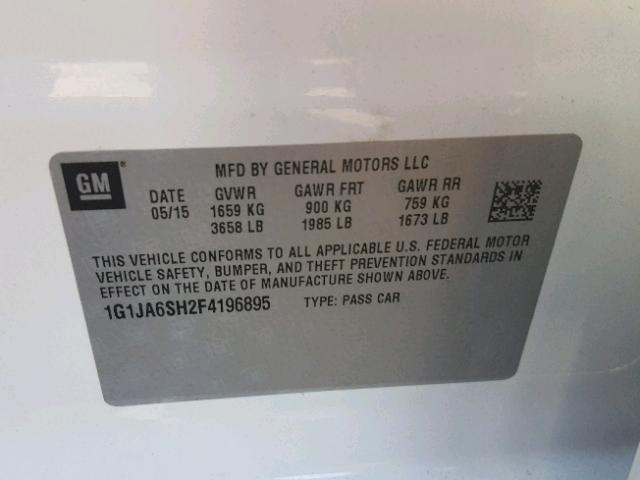 GM
MFD BY GENERAL MOTORS LLC
DATE GVWR GAWR FRT GAWR RR
05/15 1659 KG 900 KG 759 KG
3658 LB 1985 LB 1673 LB
THIS VEHICLE CONFORMS TO ALL APPLICABLE U.S. FEDERAL MOTOR
VEHICLE SAFETY, BUMPER, AND THEFT PREVENTION STANDARDS IN
EFFECT ON THE DATE OF MANUFACTURE SHOWN ABOVE.
1G1JA6SH2F4196895 TYPE: PASS CAR